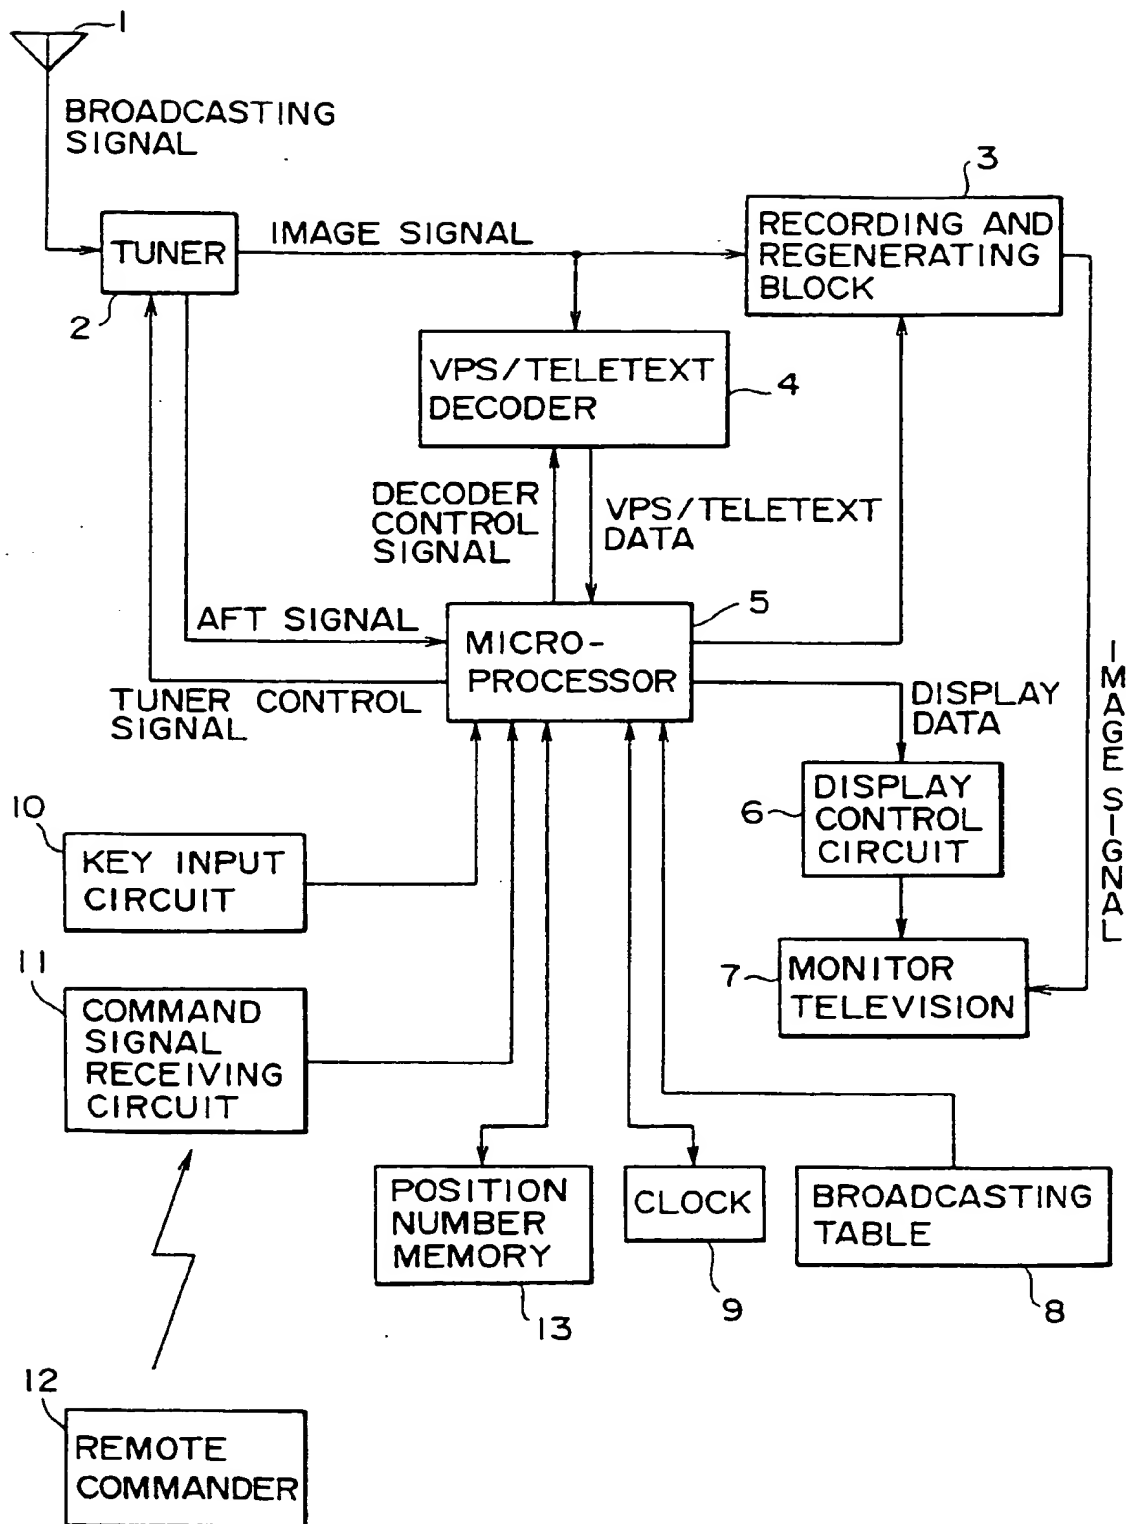 1
BROADCASTING
SIGNAL
3
TUNER
2
IMAGE SIGNAL
RECORDING AND
REGENERATING
BLOCK
VPS/TELETEXT
DECODER
4
DECODER
CONTROL
SIGNAL
VPS/TELETEXT
DATA
AFT SIGNAL
5
MICRO-
PROCESSOR
TUNER CONTROL
SIGNAL
DISPLAY
DATA
IMAGE SIGNAL
10
KEY INPUT
CIRCUIT
6
DISPLAY
CONTROL
CIRCUIT
11
COMMAND
SIGNAL
RECEIVING
CIRCUIT
7
MONITOR
TELEVISION
POSITION
NUMBER
MEMORY
13
CLOCK
9
BROADCASTING
TABLE
8
12
REMOTE
COMMANDER